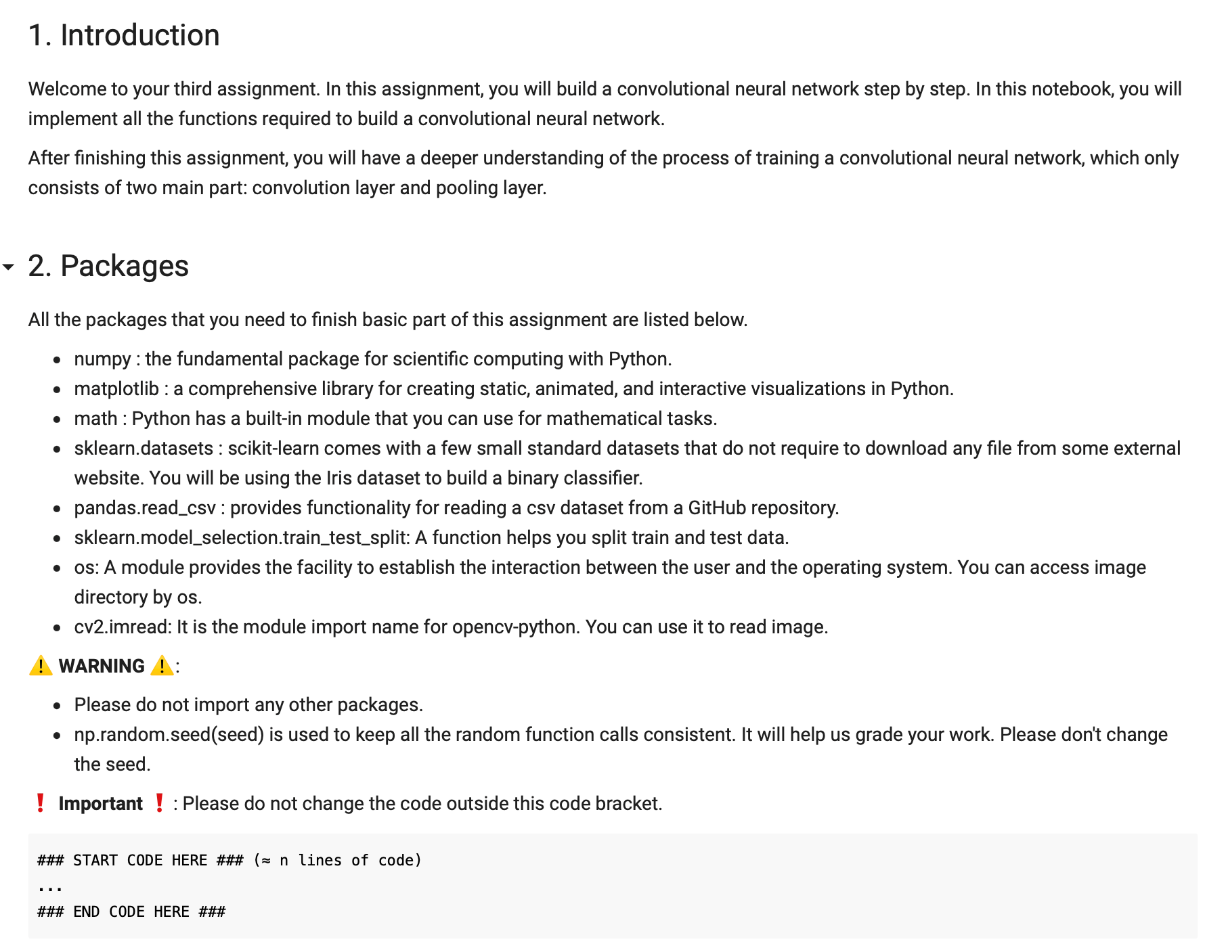 1. Introduction
Welcome to your third assignment. In this assignment, you will build a convolutional neural network step by step. In this notebook, you will
implement all the functions required to build a convolutional neural network.
After finishing this assignment, you will have a deeper understanding of the process of training a convolutional neural network, which only
consists of two main part: convolution layer and pooling layer.
2. Packages
All the packages that you need to finish basic part of this assignment are listed below.
• numpy : the fundamental package for scientific computing with Python.
• matplotlib : a comprehensive library for creating static, animated, and interactive visualizations in Python.
• math : Python has a built-in module that you can use for mathematical tasks.
• sklearn.datasets : scikit-learn comes with a few small standard datasets that do not require to download any file from some external
website. You will be using the Iris dataset to build a binary classifier.
• pandas.read_csv : provides functionality for reading a csv dataset from a GitHub repository.
• sklearn.model_selection.train_test_split: A function helps you split train and test data.
• os: A module provides the facility to establish the interaction between the user and the operating system. You can access image
directory by os.
• cv2.imread: It is the module import name for opencv-python. You can use it to read image.
⚠️ WARNING ⚠️:
• Please do not import any other packages.
• np.random.seed(seed) is used to keep all the random function calls consistent. It will help us grade your work. Please don't change
the seed.
❗ Important ❗ : Please do not change the code outside this code bracket.
### START CODE HERE ### (≈ n lines of code)
...
### END CODE HERE ###